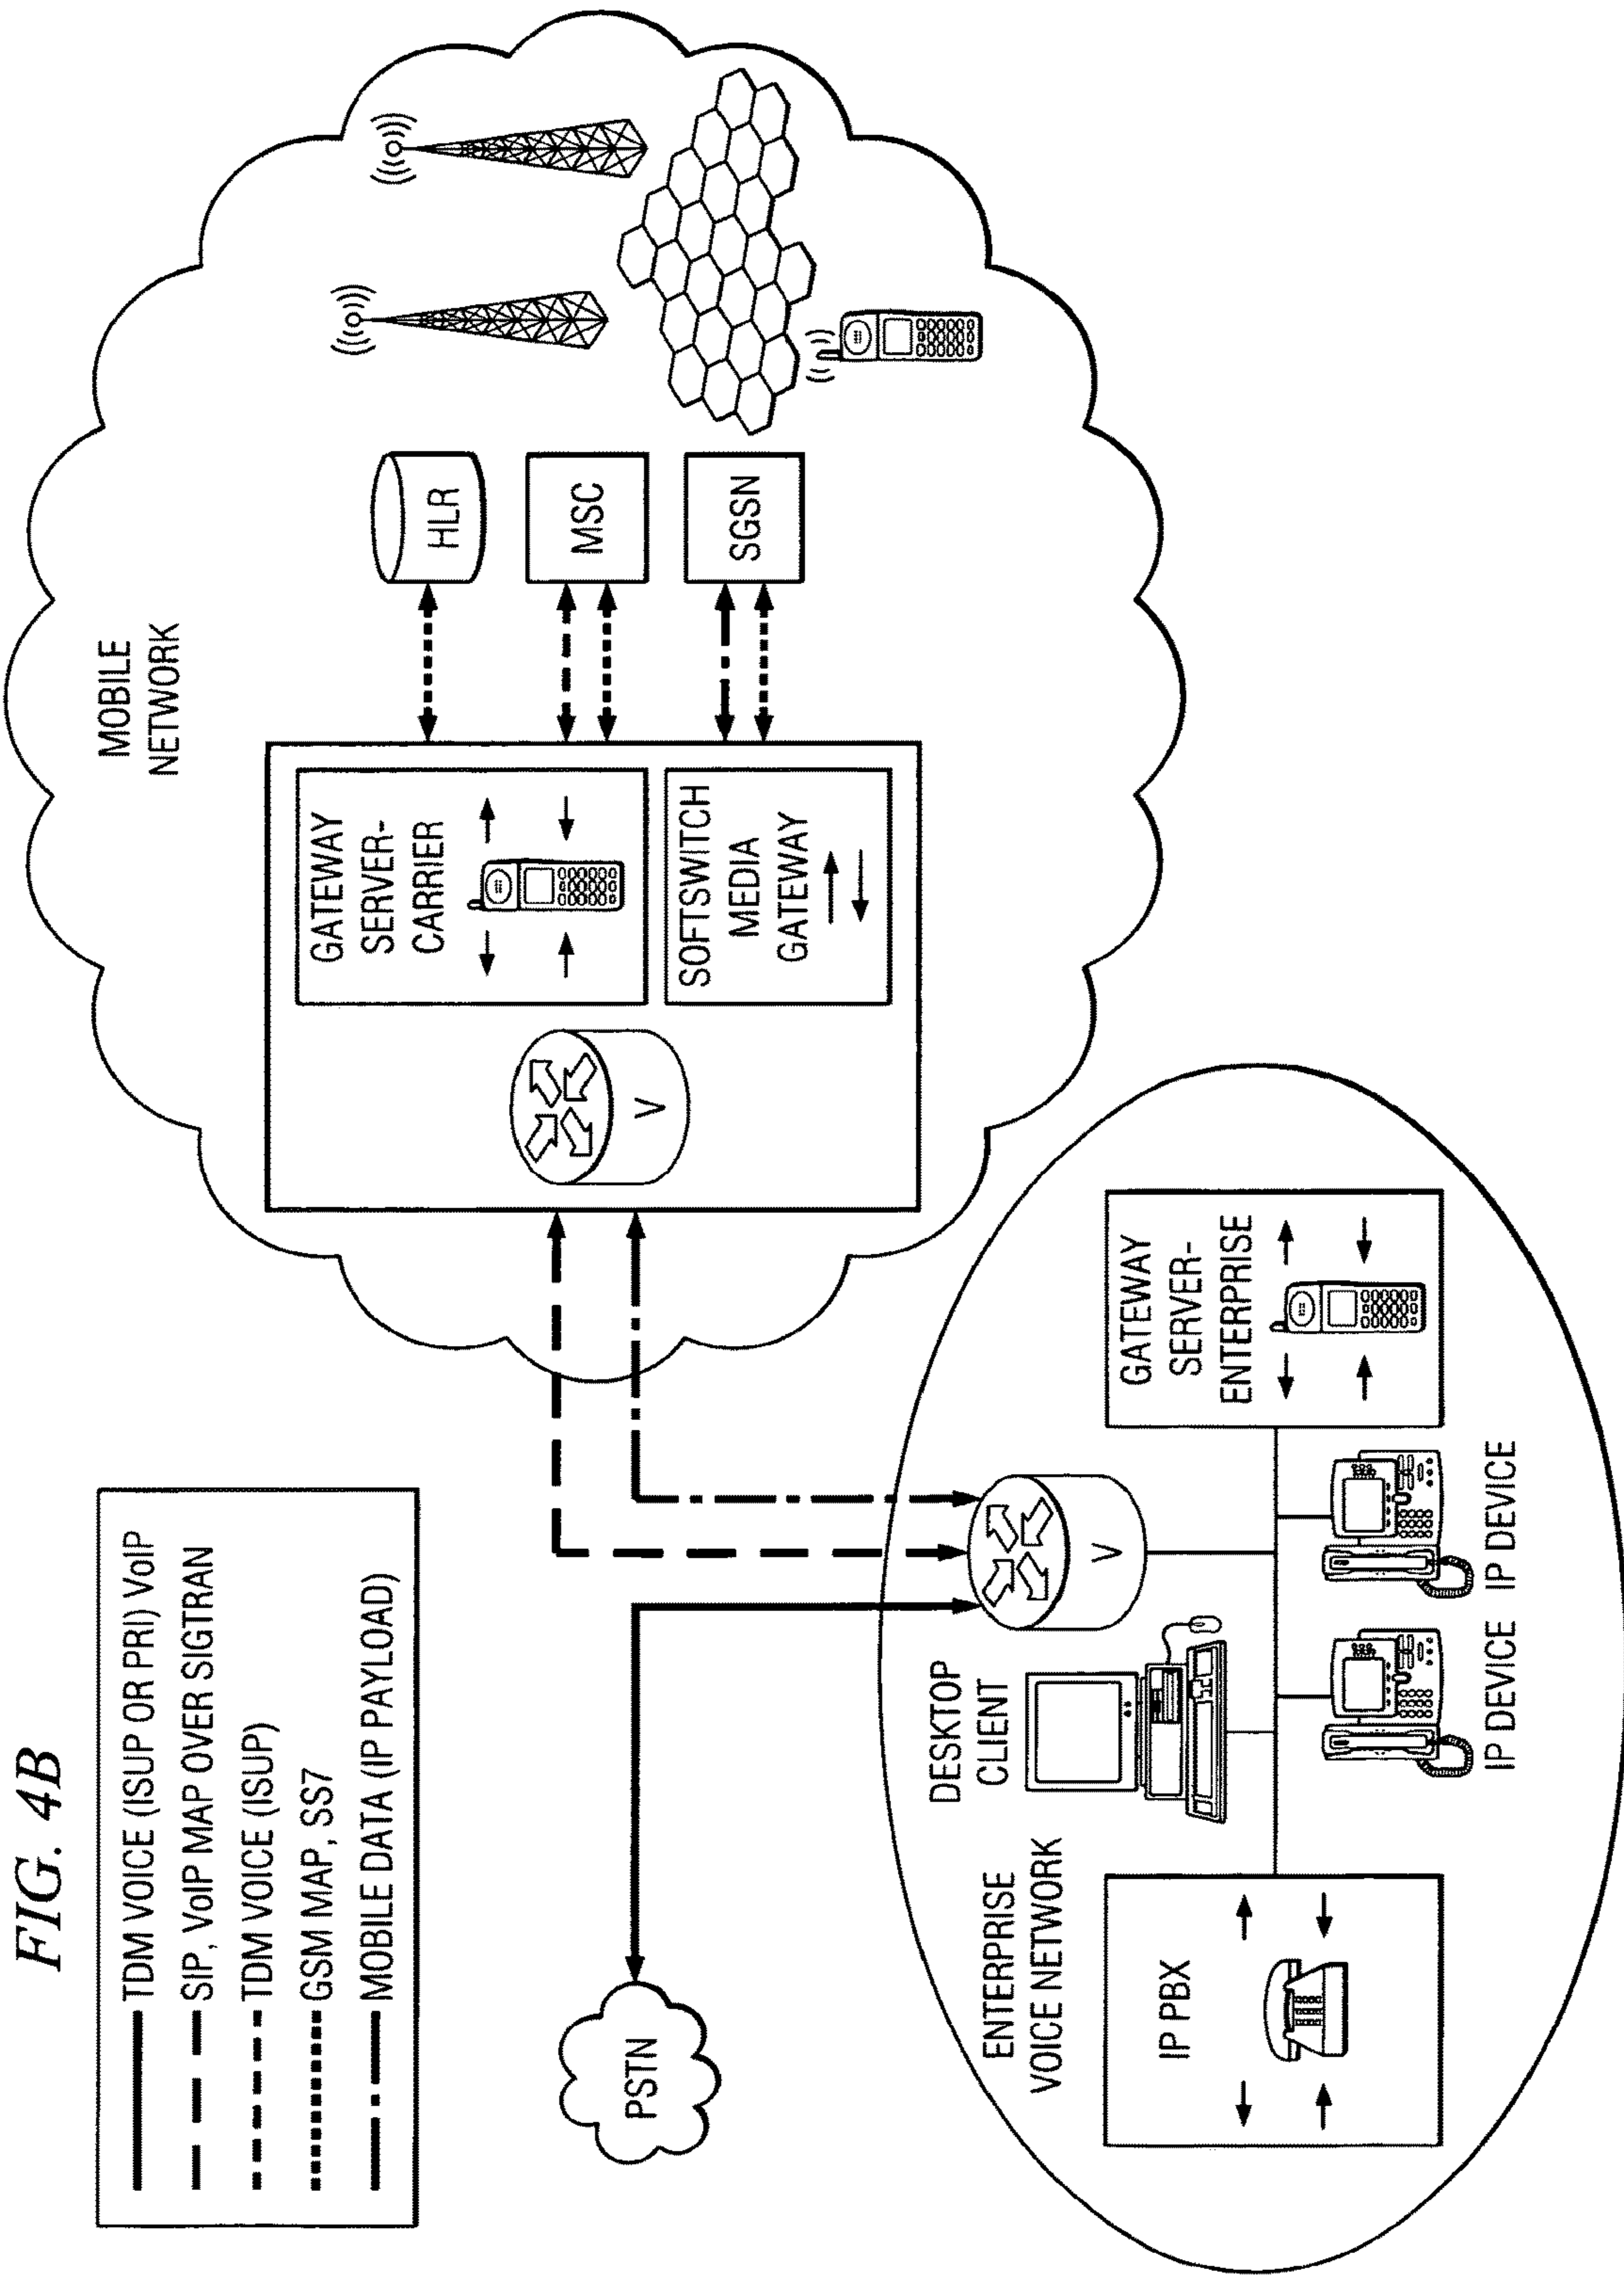 FIG. 4B
TDM VOICE (ISUP OR PRI) VoIP
SIP, VoIP MAP OVER SIGTRAN
TDM VOICE (ISUP)
GSM MAP, SS7
MOBILE DATA (IP PAYLOAD)
MOBILE
NETWORK
GATEWAY
SERVER-
CARRIER
SOFTSWITCH
MEDIA
GATEWAY
V
HLR
MSC
SGSN
PSTN
ENTERPRISE
VOICE NETWORK
DESKTOP
CLIENT
V
IP PBX
GATEWAY
SERVER-
ENTERPRISE
IP DEVICE
IP DEVICE